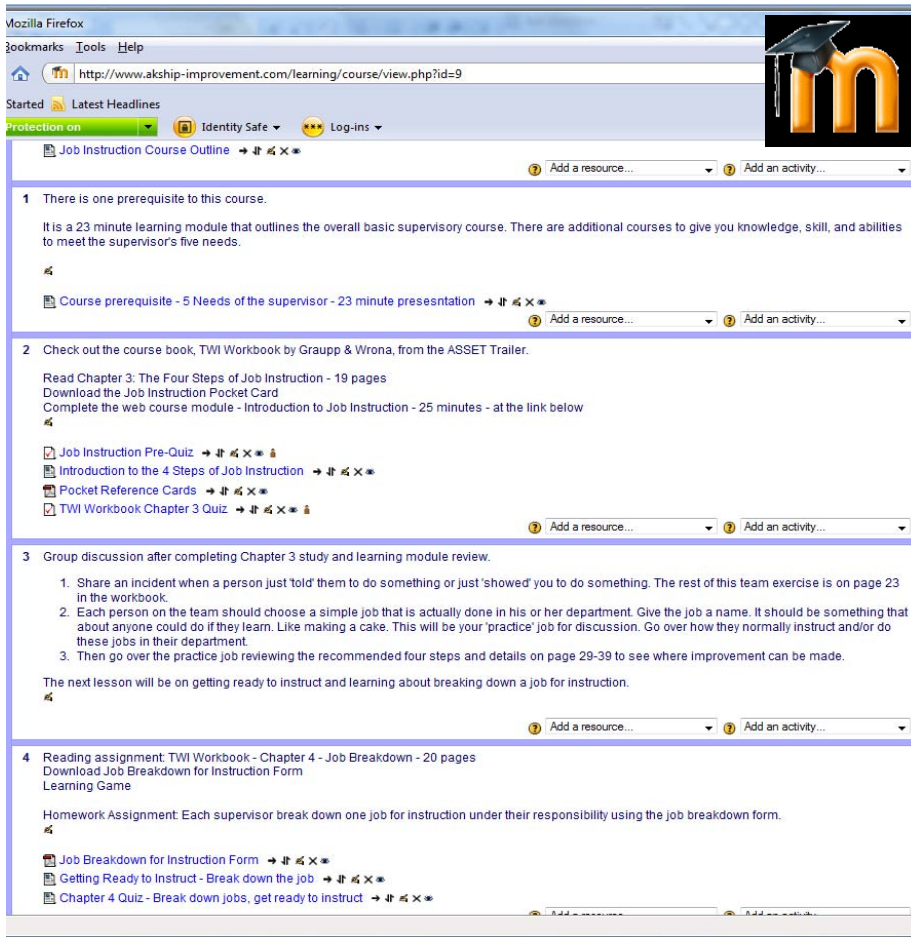 Mozilla Firefox
Bookmarks Tools Help
http://www.akship-improvement.com/learning/course/view.php?id=9
Started Latest Headlines
Protection on Identity Safe Log-ins
Job Instruction Course Outline
Add a resource... Add an activity...
1 There is one prerequisite to this course.
It is a 23 minute learning module that outlines the overall basic supervisory course. There are additional courses to give you knowledge, skill, and abilities
to meet the supervisor's five needs.
Course prerequisite - 5 Needs of the supervisor - 23 minute presesntation
Add a resource... Add an activity...
2 Check out the course book, TWI Workbook by Graupp & Wrona, from the ASSET Trailer.
Read Chapter 3: The Four Steps of Job Instruction - 19 pages
Download the Job Instruction Pocket Card
Complete the web course module - Introduction to Job Instruction - 25 minutes - at the link below
Job Instruction Pre-Quiz
Introduction to the 4 Steps of Job Instruction
Pocket Reference Cards
TWI Workbook Chapter 3 Quiz
Add a resource... Add an activity...
3 Group discussion after completing Chapter 3 study and learning module review.
1. Share an incident when a person just 'told' them to do something or just 'showed' you to do something. The rest of this team exercise is on page 23
in the workbook.
2. Each person on the team should choose a simple job that is actually done in his or her department. Give the job a name. It should be something that
about anyone could do if they learn. Like making a cake. This will be your 'practice' job for discussion. Go over how they normally instruct and/or do
these jobs in their department.
3. Then go over the practice job reviewing the recommended four steps and details on page 29-39 to see where improvement can be made.
The next lesson will be on getting ready to instruct and learning about breaking down a job for instruction.
Add a resource... Add an activity...
4 Reading assignment: TWI Workbook - Chapter 4 - Job Breakdown - 20 pages
Download Job Breakdown for Instruction Form
Learning Game
Homework Assignment: Each supervisor break down one job for instruction under their responsibility using the job breakdown form.
Job Breakdown for Instruction Form
Getting Ready to Instruct - Break down the job
Chapter 4 Quiz - Break down jobs, get ready to instruct